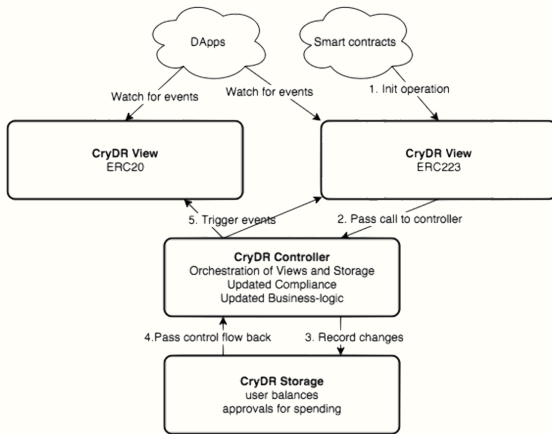 DApps
Smart contracts
Watch for events
Watch for events
1. Init operation
CryDR View
ERC20
CryDR View
ERC223
5. Trigger events
2. Pass call to controller
CryDR Controller
Orchestration of Views and Storage
Updated Compliance
Updated Business-logic
4.Pass control flow back
3. Record changes
CryDR Storage
user balances
approvals for spending